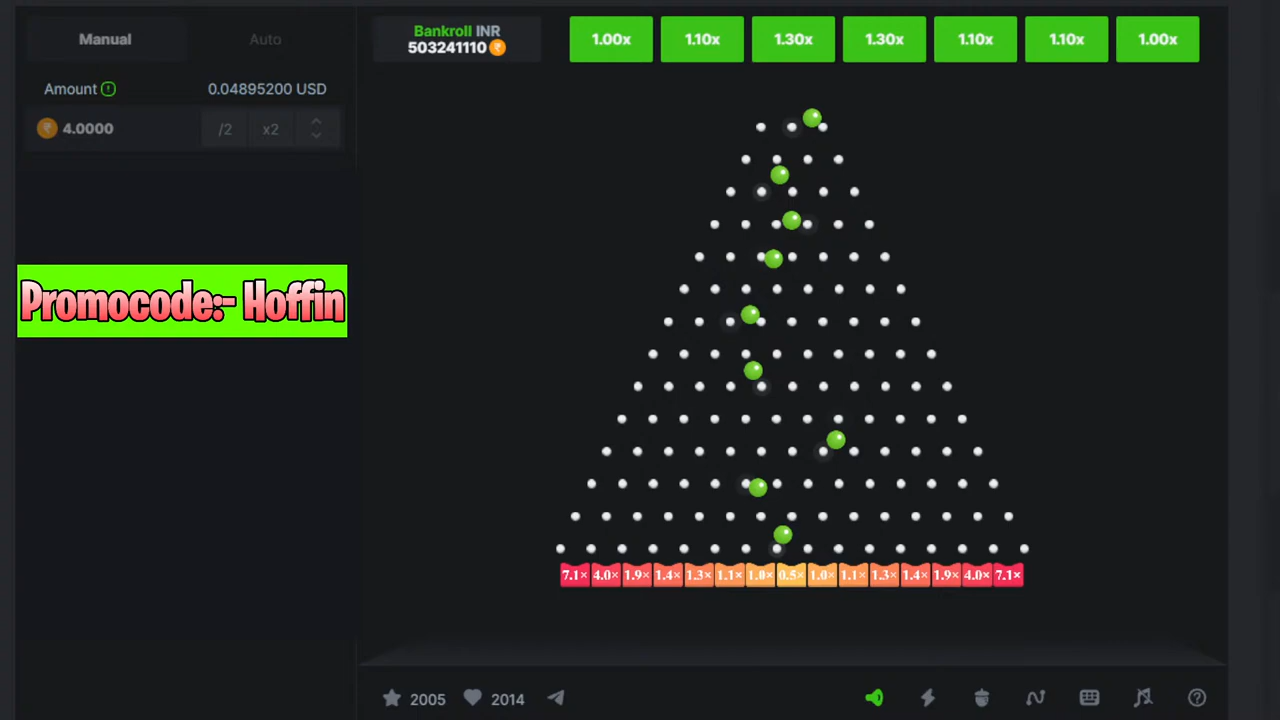 Manual Auto
Amount 0.04895200 USD
4.0000 /2 x2
Promocode:- Hoffin
Bankroll INR
503241110
1.00x 1.10x 1.30x 1.30x 1.10x 1.10x 1.00x
7.1× 4.0× 1.9× 1.4× 1.3× 1.1× 1.0× 0.5× 1.0× 1.1× 1.3× 1.4× 1.9× 4.0× 7.1×
2005 2014